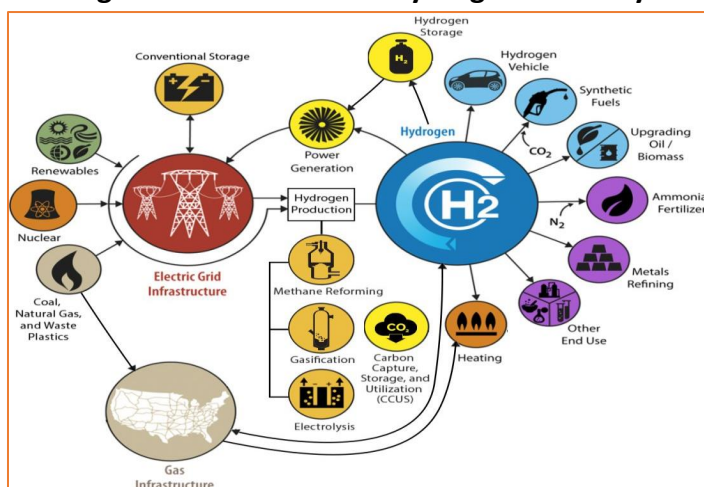 Hydrogen
Storage
Conventional Storage
Hydrogen
Vehicle
Synthetic
Fuels
H₂
Hydrogen
CO₂
Upgrading
Oil /
Biomass
Renewables
Power
Generation
Nuclear
Hydrogen
Production
H2
N₂
Ammonia
Fertilizer
Electric Grid
Infrastructure
Metals
Refining
Coal,
Natural Gas,
and Waste
Plastics
Methane Reforming
CO₂
Gasification
Carbon
Capture,
Storage, and
Utilization
(CCUS)
Heating
Other
End Use
Electrolysis
Gas
Infrastructure